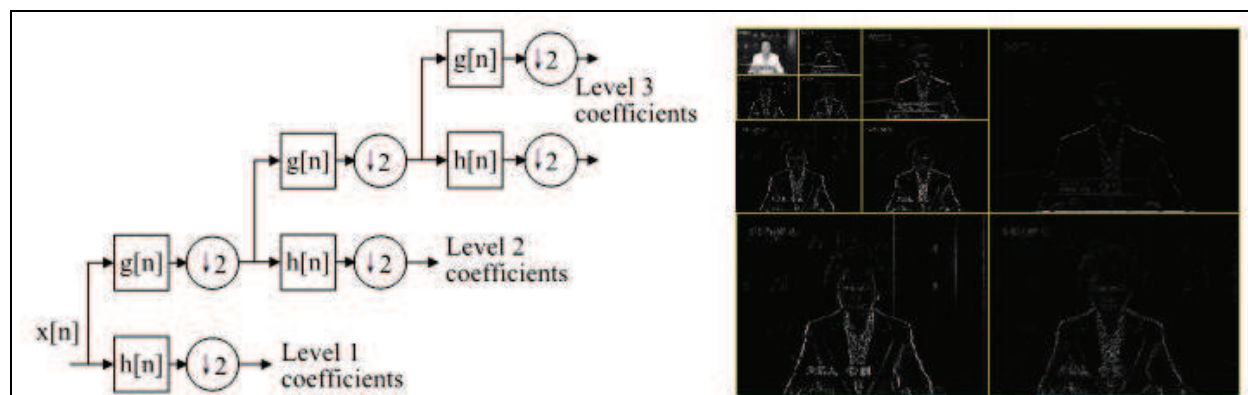 g[n]
↓2
Level 3
coefficients
g[n]
↓2
h[n]
↓2
g[n]
↓2
h[n]
↓2
Level 2
coefficients
x[n]
h[n]
↓2
Level 1
coefficients